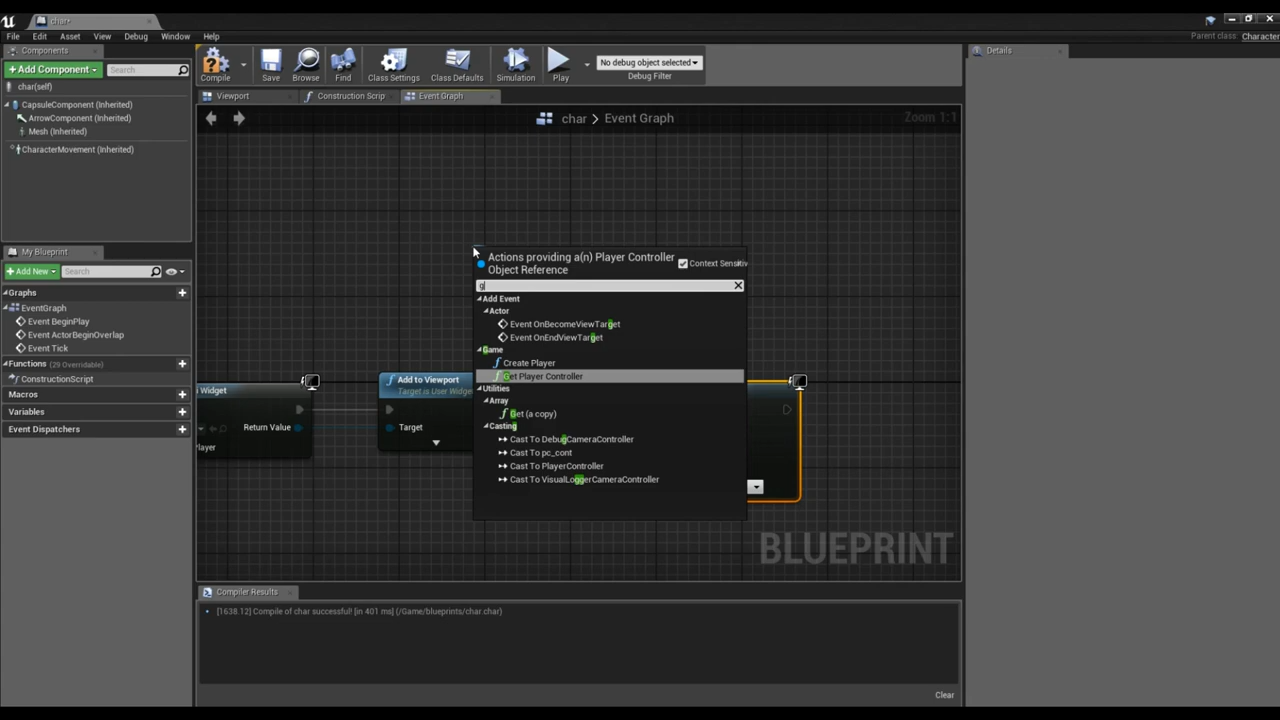 char*
File Edit Asset View Debug Window Help
Parent class: Character
Components
+Add Component
Search
char(self)
CapsuleComponent (Inherited)
ArrowComponent (Inherited)
Mesh (Inherited)
CharacterMovement (Inherited)
Compile
Save
Browse
Find
Class Settings
Class Defaults
Simulation
Play
No debug object selected
Debug Filter
Details
Viewport
Construction Scrip
Event Graph
char > Event Graph
Zoom 1:1
My Blueprint
+Add New
Search
Graphs
EventGraph
Event BeginPlay
Event ActorBeginOverlap
Event Tick
Functions (29 Overridable)
ConstructionScript
Macros
Variables
Event Dispatchers
i Widget
Return Value
layer
Add to Viewport
Target is User Widge
Target
Actions providing a(n) Player Controller
Object Reference
Context Sensitiv
g
Add Event
Actor
Event OnBecomeViewTarget
Event OnEndViewTarget
Game
Create Player
Get Player Controller
Utilities
Array
Get (a copy)
Casting
Cast To DebugCameraController
Cast To pc_cont
Cast To PlayerController
Cast To VisualLoggerCameraController
BLUEPRINT
Compiler Results
[1638.12] Compile of char successful! [in 401 ms] (/Game/blueprints/char.char)
Clear